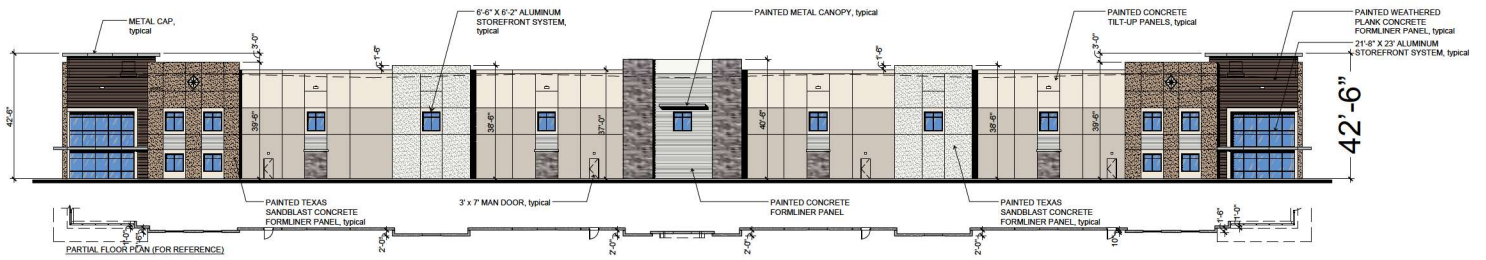 METAL CAP,
typical
6'-6" X 6'-2" ALUMINUM
STOREFRONT SYSTEM,
typical
PAINTED METAL CANOPY, typical
PAINTED CONCRETE
TILT-UP PANELS, typical
PAINTED WEATHERED
PLANK CONCRETE
FORMLINER PANEL, typical
21'-8" X 23' ALUMINUM
STOREFRONT SYSTEM, typical
3'-0"
1'-6"
1'-6"
3'-0"
42'-6"
39'-6"
38'-6"
37'-0"
40'-6"
38'-6"
39'-6"
42'-6"
PAINTED TEXAS
SANDBLAST CONCRETE
FORMLINER PANEL, typical
3' x 7' MAN DOOR, typical
PAINTED CONCRETE
FORMLINER PANEL
PAINTED TEXAS
SANDBLAST CONCRETE
FORMLINER PANEL, typical
1'-0"
1'-6"
2'-0"
2'-0"
2'-0"
2'-0"
10"
1'-6"
1'-0"
PARTIAL FLOOR PLAN (FOR REFERENCE)